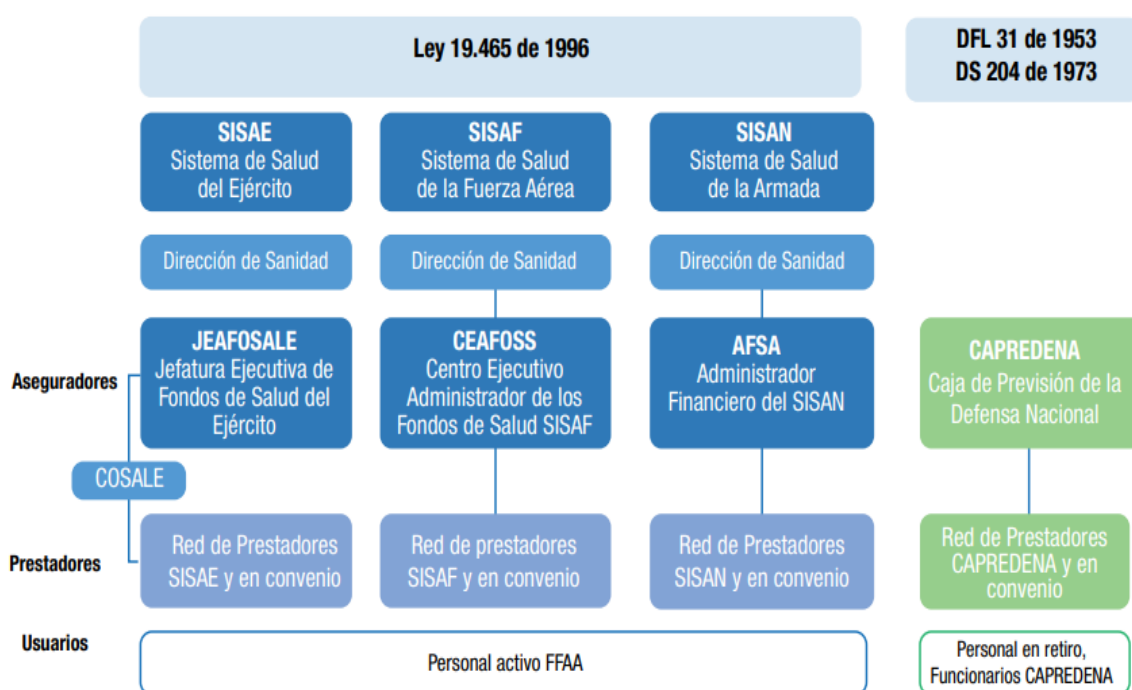 Ley 19.465 de 1996
DFL 31 de 1953
DS 204 de 1973
SISAE
Sistema de Salud
del Ejército
SISAF
Sistema de Salud
de la Fuerza Aérea
SISAN
Sistema de Salud
de la Armada
Dirección de Sanidad
Dirección de Sanidad
Dirección de Sanidad
Aseguradores
JEAFOSALE
Jefatura Ejecutiva de
Fondos de Salud del
Ejército
CEAFOSS
Centro Ejecutivo
Administrador de los
Fondos de Salud SISAF
AFSA
Administrador
Financiero del SISAN
CAPREDENA
Caja de Previsión de la
Defensa Nacional
COSALE
Prestadores
Red de Prestadores
SISAE y en convenio
Red de prestadores
SISAF y en convenio
Red de Prestadores
SISAN y en convenio
Red de Prestadores
CAPREDENA y en
convenio
Usuarios
Personal activo FFAA
Personal en retiro,
Funcionarios CAPREDENA